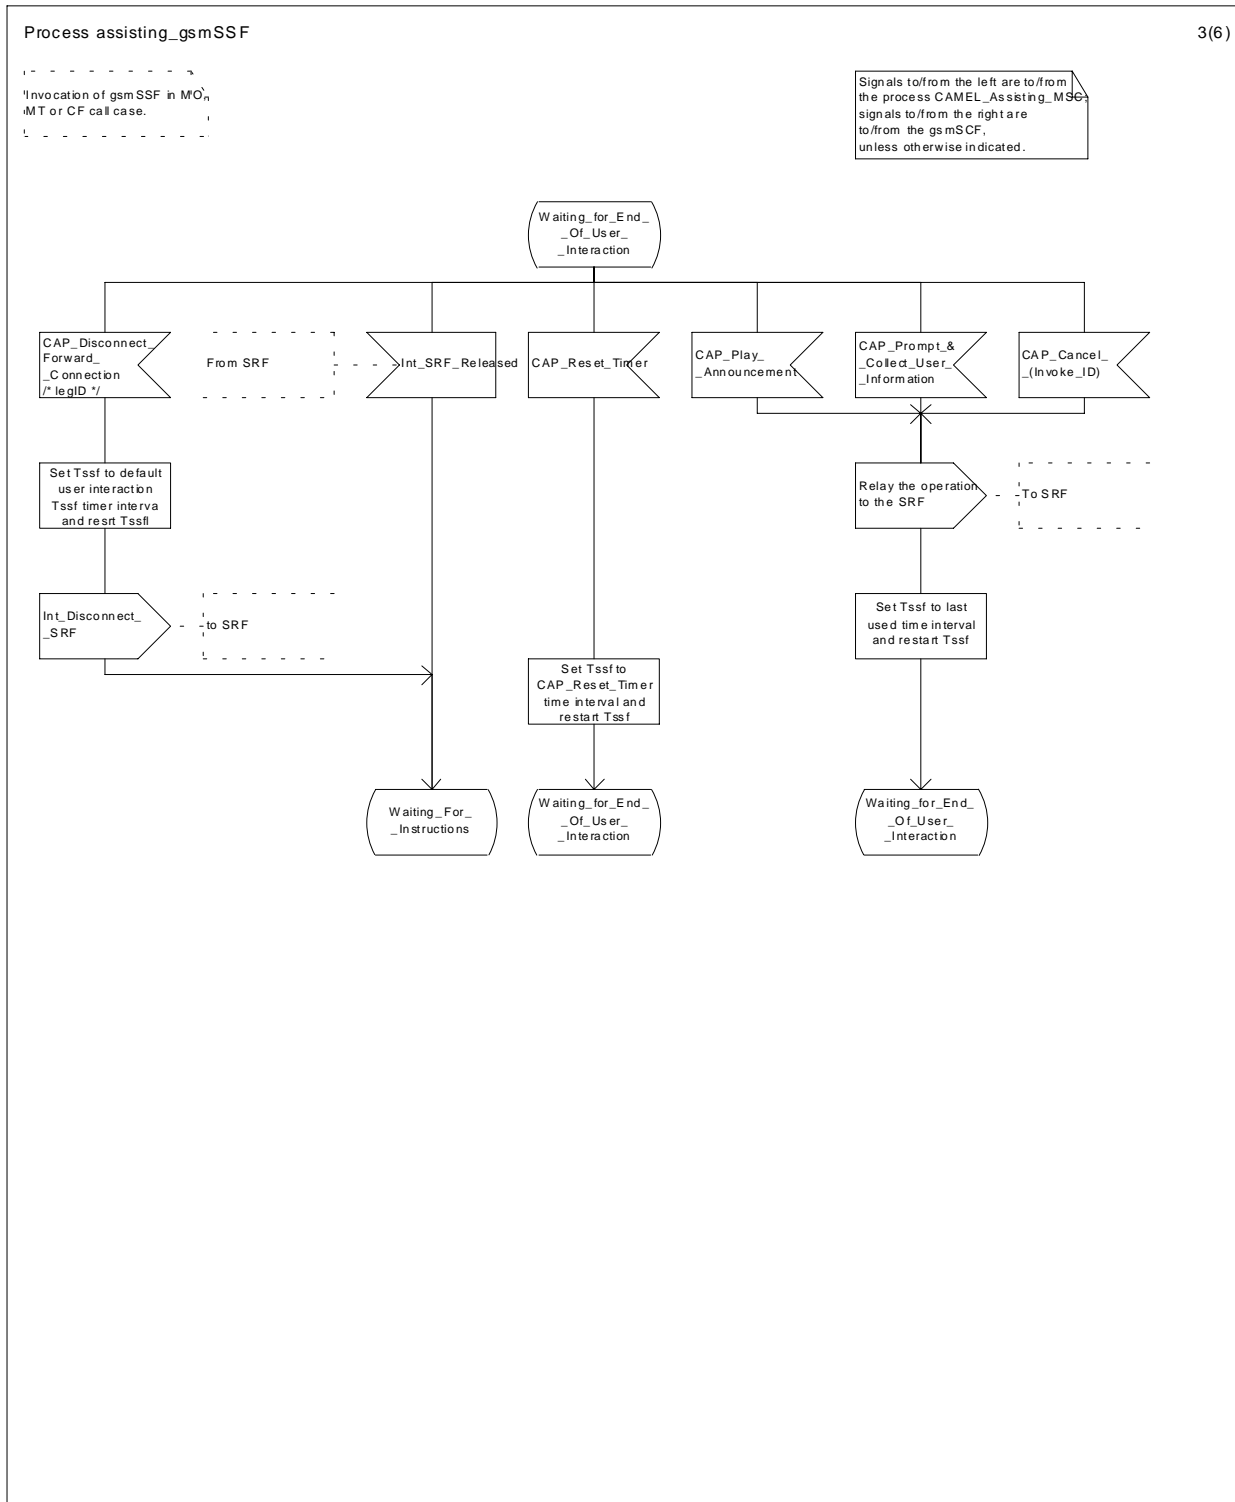 Process assisting_gsmSSF
3(6)
Invocation of gsmSSF in MO,
MT or CF call case.
Signals to/from the left are to/from
the process CAMEL_Assisting_MSC;
signals to/from the right are
to/from the gsmSCF,
unless otherwise indicated.
Waiting_for_End_
_Of_User_
_Interaction
CAP_Disconnect_
Forward_
_Connection
/* legID */
From SRF
Int_SRF_Released
CAP_Reset_Timer
CAP_Play_
_Announcement
CAP_Prompt_&
_Collect_User_
_Information
CAP_Cancel_
_(Invoke_ID)
Set Tssf to default
user interaction
Tssf timer interva
and resrt Tssfl
Relay the operation
to the SRF
To SRF
Int_Disconnect_
_SRF
to SRF
Set Tssf to last
used time interval
and restart Tssf
Set Tssf to
CAP_Reset_Timer
time interval and
restart Tssf
Waiting_For_
_Instructions
Waiting_for_End_
_Of_User_
_Interaction
Waiting_for_End_
_Of_User_
_Interaction